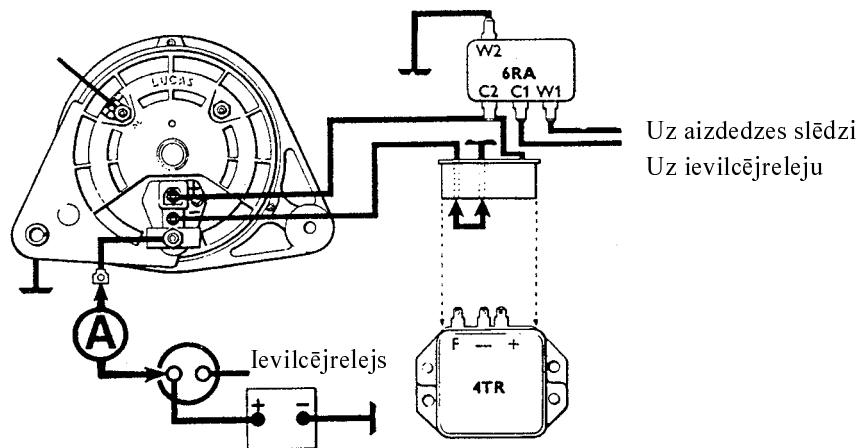 W2
6RA
C2 C1 W1
LUCAS
Uz aizdedzes slēdzi
Uz ievilcējreleju
+
−
A
Ievilcējrelejs
+ −
F — +
4TR